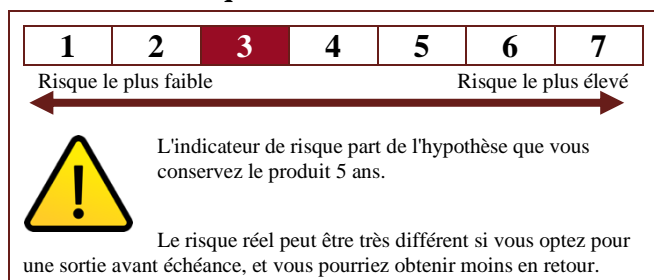 1 2 3 4 5 6 7
Risque le plus faible Risque le plus élevé
L'indicateur de risque part de l'hypothèse que vous
conservez le produit 5 ans.
Le risque réel peut être très différent si vous optez pour
une sortie avant échéance, et vous pourriez obtenir moins en retour.